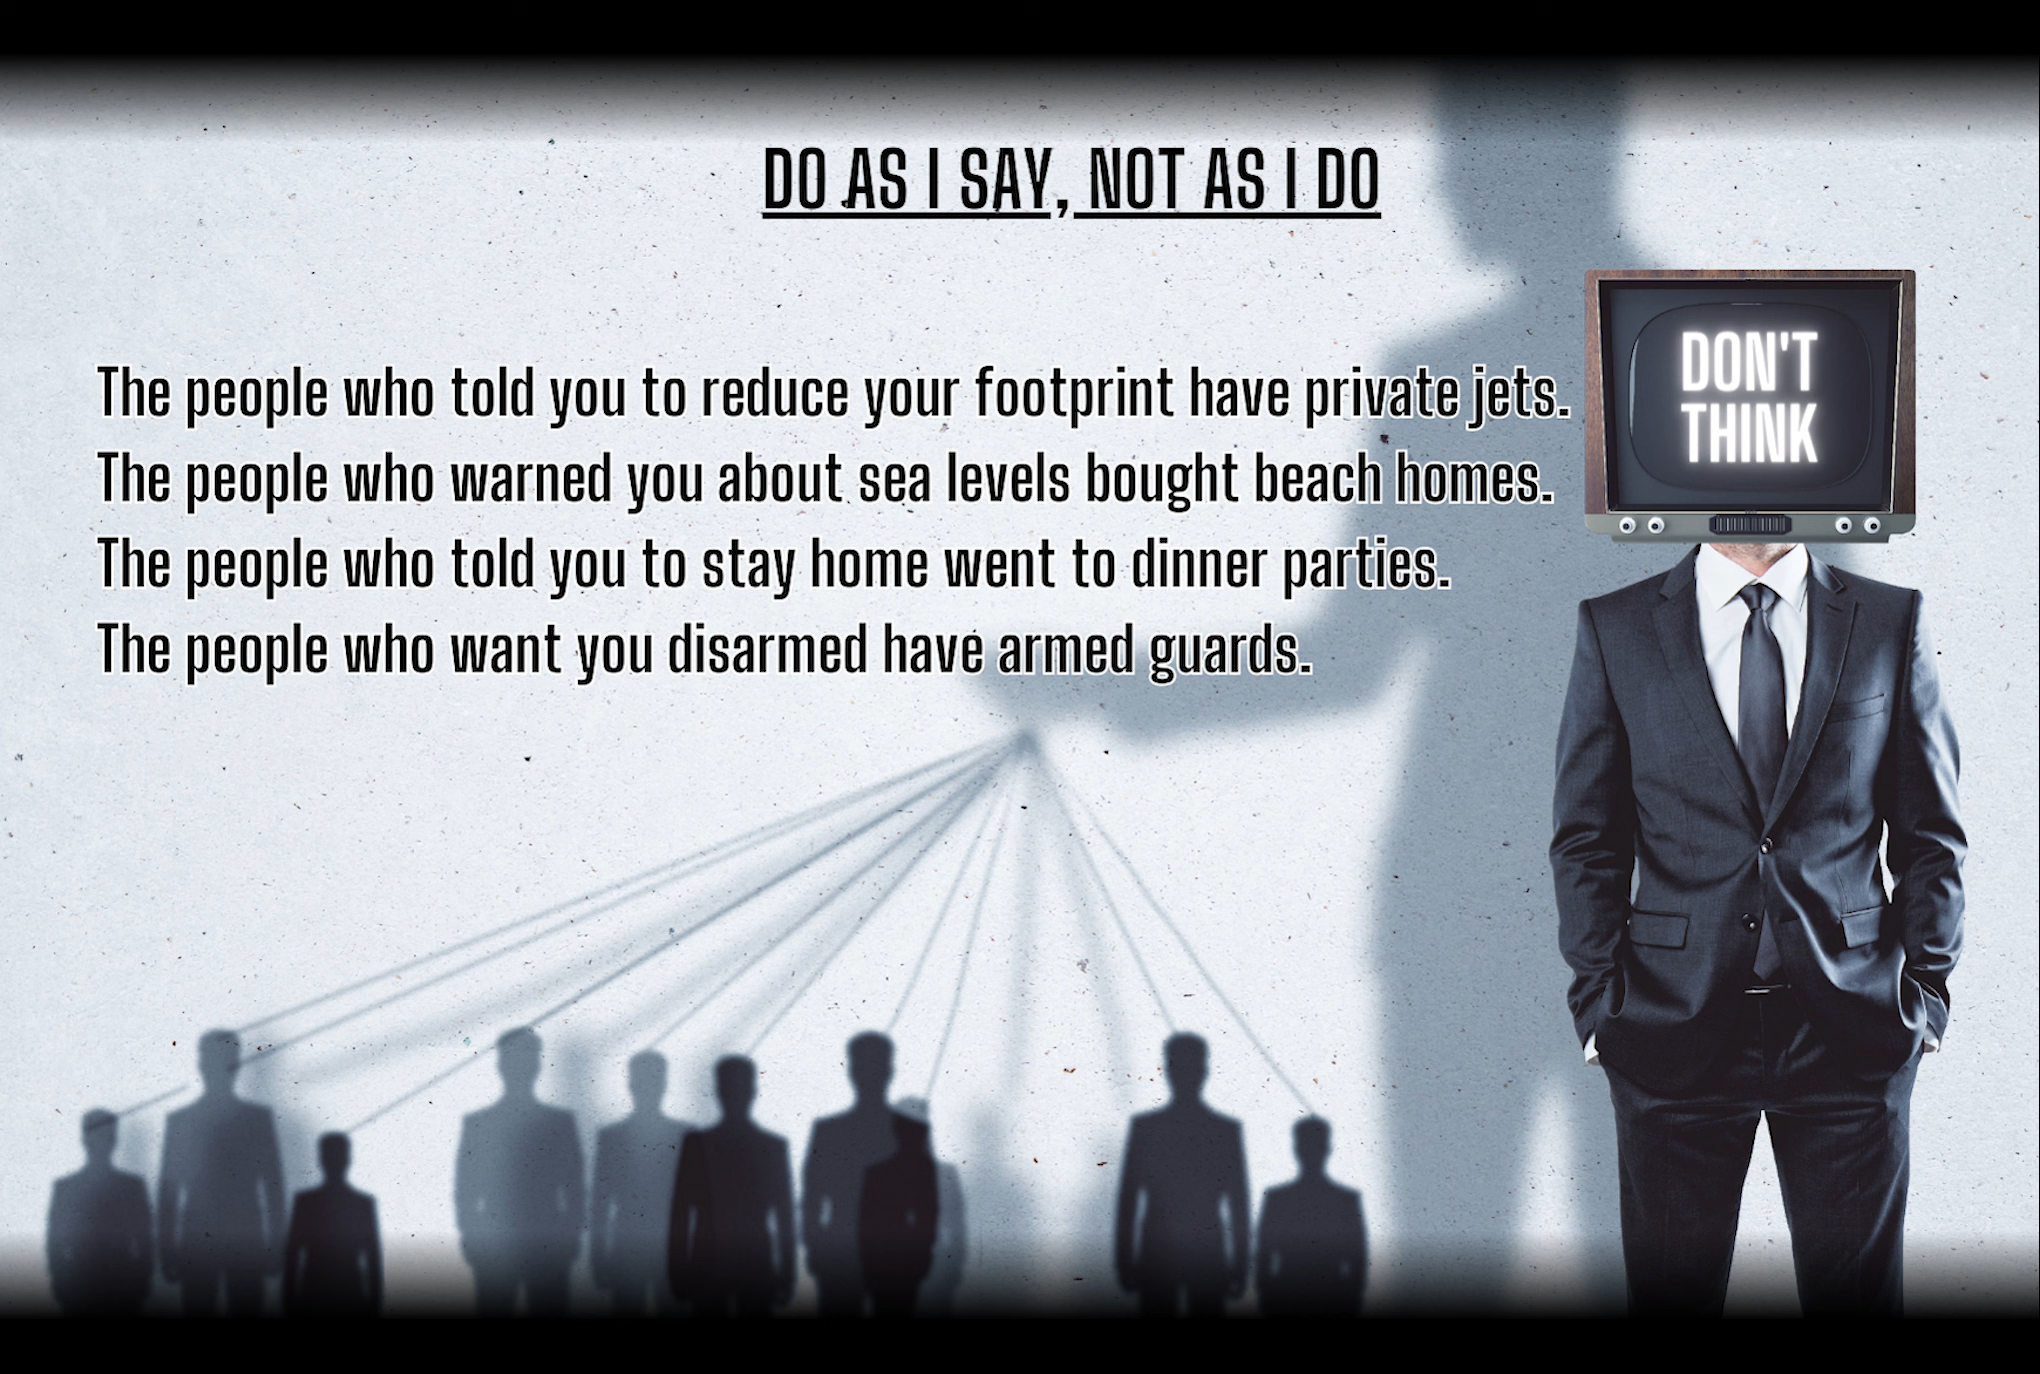 DO AS I SAY, NOT AS I DO
The people who told you to reduce your footprint have private jets.
The people who warned you about sea levels bought beach homes.
The people who told you to stay home went to dinner parties.
The people who want you disarmed have armed guards.
DON'T
THINK